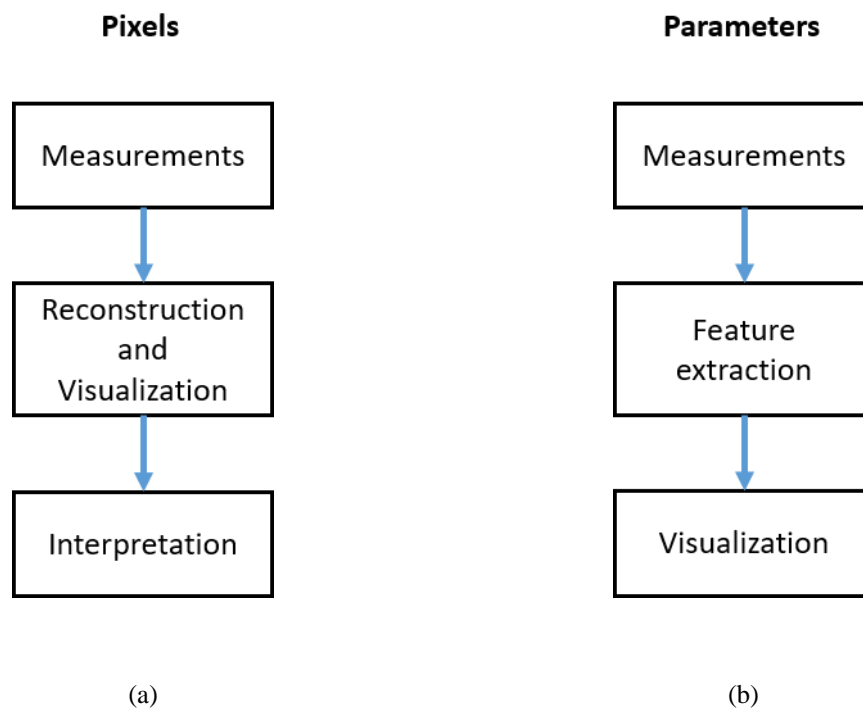 Pixels
Measurements
Reconstruction
and
Visualization
Interpretation
(a)
Parameters
Measurements
Feature
extraction
Visualization
(b)